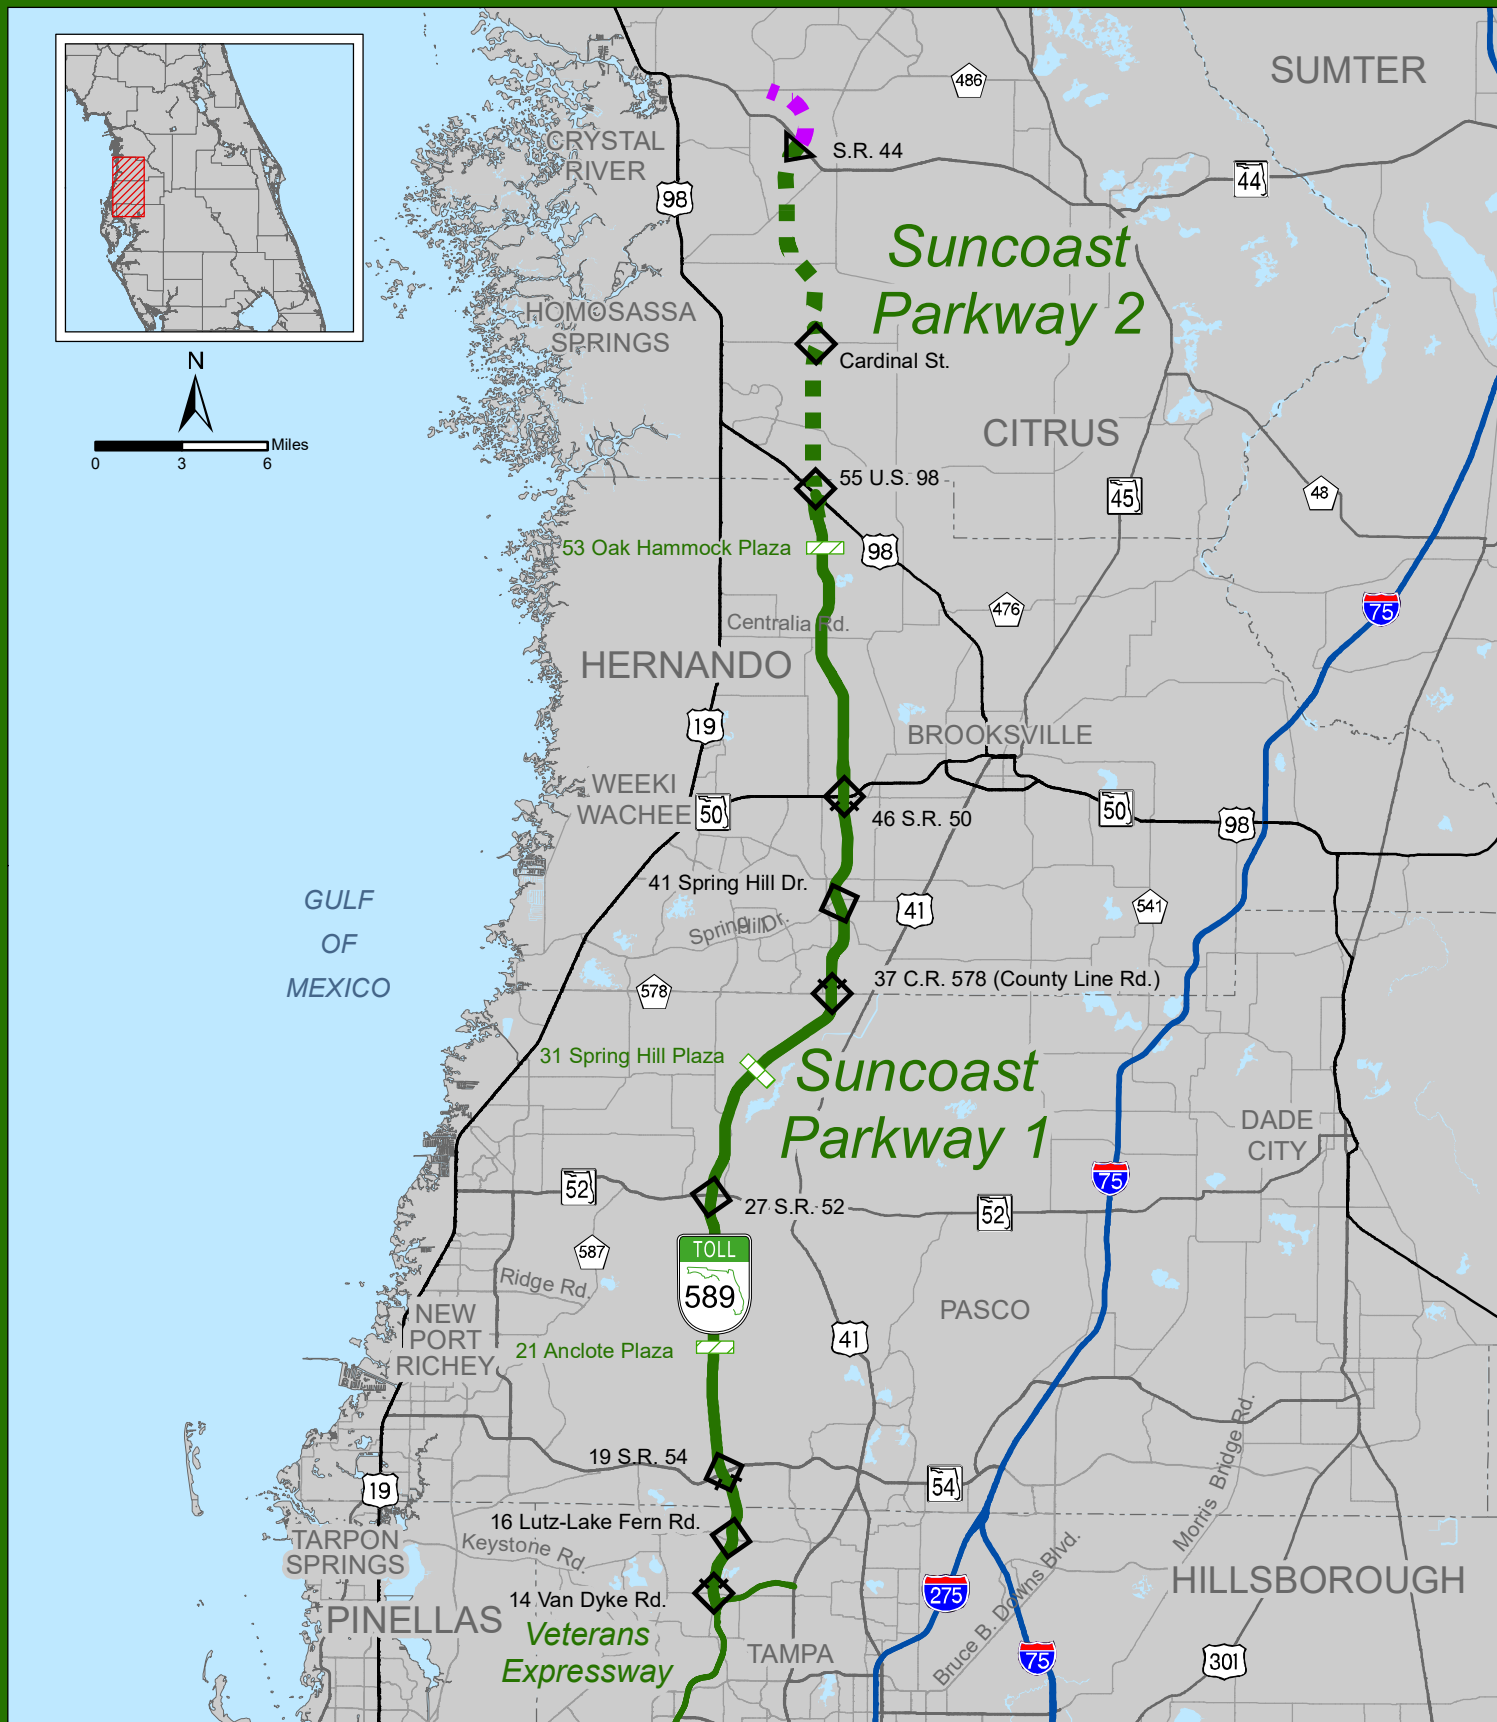 SUMTER
486
CRYSTAL
RIVER
S.R. 44
44
98
Suncoast
Parkway 2
HOMOSASSA
SPRINGS
N
Miles
0 3 6
Cardinal St.
CITRUS
55 U.S. 98
45
48
53 Oak Hammock Plaza
98
75
476
Centralia Rd.
HERNANDO
19
BROOKSVILLE
WEEKI
WACHEE
50
46 S.R. 50
50
98
41 Spring Hill Dr.
GULF
OF
MEXICO
Spring Hill Dr.
41
541
578
37 C.R. 578 (County Line Rd.)
31 Spring Hill Plaza
Suncoast
Parkway 1
DADE
CITY
52
75
27 S.R. 52
52
587
TOLL
589
Ridge Rd.
NEW
PORT
RICHEY
PASCO
41
21 Anclote Plaza
Morris Bridge Rd.
19 S.R. 54
54
19
16 Lutz-Lake Fern Rd.
TARPON
SPRINGS
Keystone Rd.
Bruce B. Downs Blvd.
HILLSBOROUGH
275
14 Van Dyke Rd.
PINELLAS
Veterans
Expressway
TAMPA
75
301